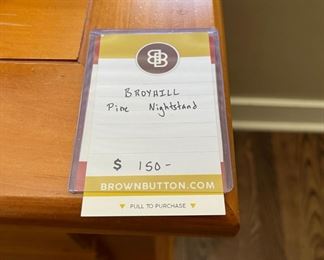 BB
BROYHILL
Pine Nightstand
$ 150-
BROWNBUTTON.COM
▼ PULL TO PURCHASE ▼